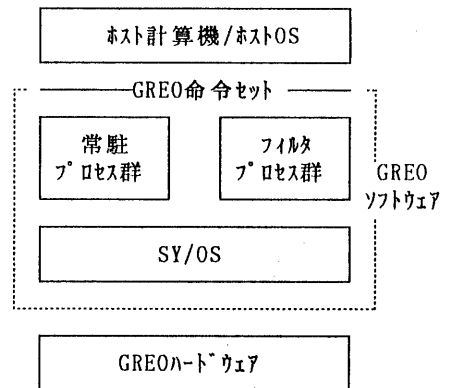 ﾎｽﾄ計算機/ﾎｽﾄOS
GREO命令ｾｯﾄ
常駐
ﾌﾟﾛｾｽ群
ﾌｨﾙﾀ
ﾌﾟﾛｾｽ群
GREO
ｿﾌﾄｳｪｱ
SY/OS
GREOﾊｰﾄﾞｳｪｱ